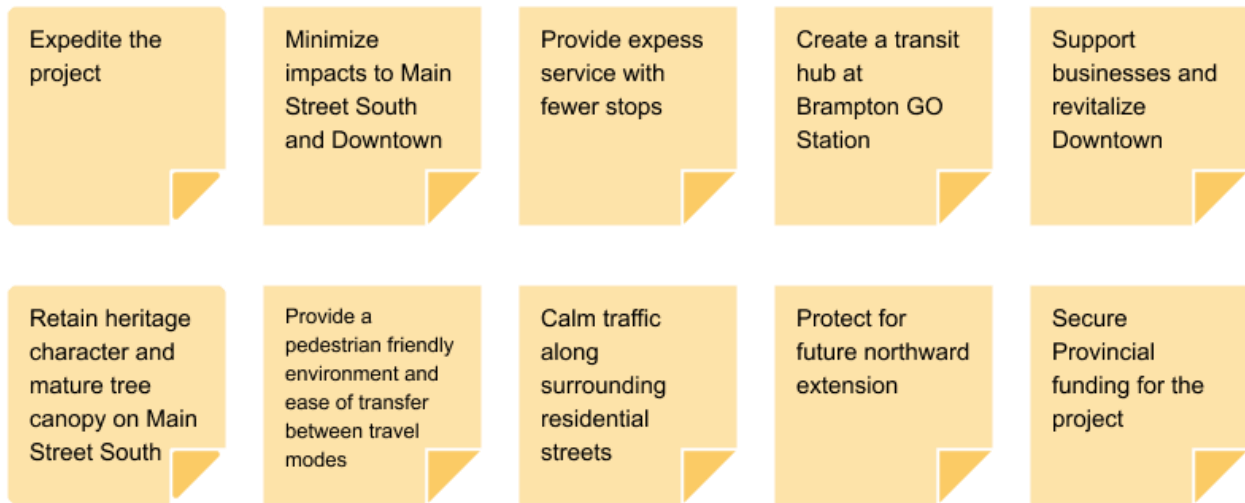 Expedite the
project
Minimize
impacts to Main
Street South
and Downtown
Provide expess
service with
fewer stops
Create a transit
hub at
Brampton GO
Station
Support
businesses and
revitalize
Downtown
Retain heritage
character and
mature tree
canopy on Main
Street South
Provide a
pedestrian friendly
environment and
ease of transfer
between travel
modes
Calm traffic
along
surrounding
residential
streets
Protect for
future northward
extension
Secure
Provincial
funding for the
project